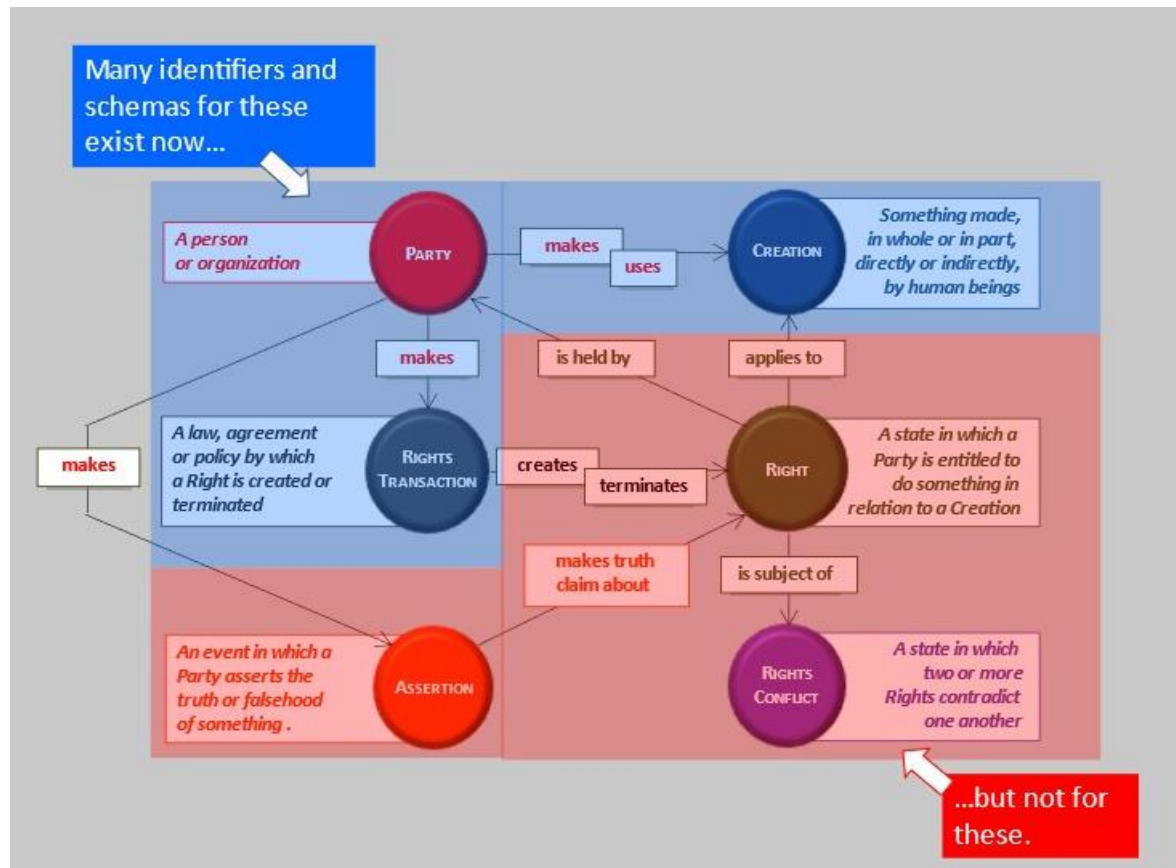 Many identifiers and
schemas for these
exist now...
A person
or organization
PARTY
makes
uses
CREATION
Something made,
in whole or in part,
directly or indirectly,
by human beings
makes
is held by
applies to
makes
A law, agreement
or policy by which
a Right is created or
terminated
RIGHTS
TRANSACTION
creates
terminates
RIGHT
A state in which a
Party is entitled to
do something in
relation to a Creation
makes truth
claim about
is subject of
An event in which a
Party asserts the
truth or falsehood
of something .
ASSERTION
RIGHTS
CONFLICT
A state in which
two or more
Rights contradict
one another
...but not for
these.